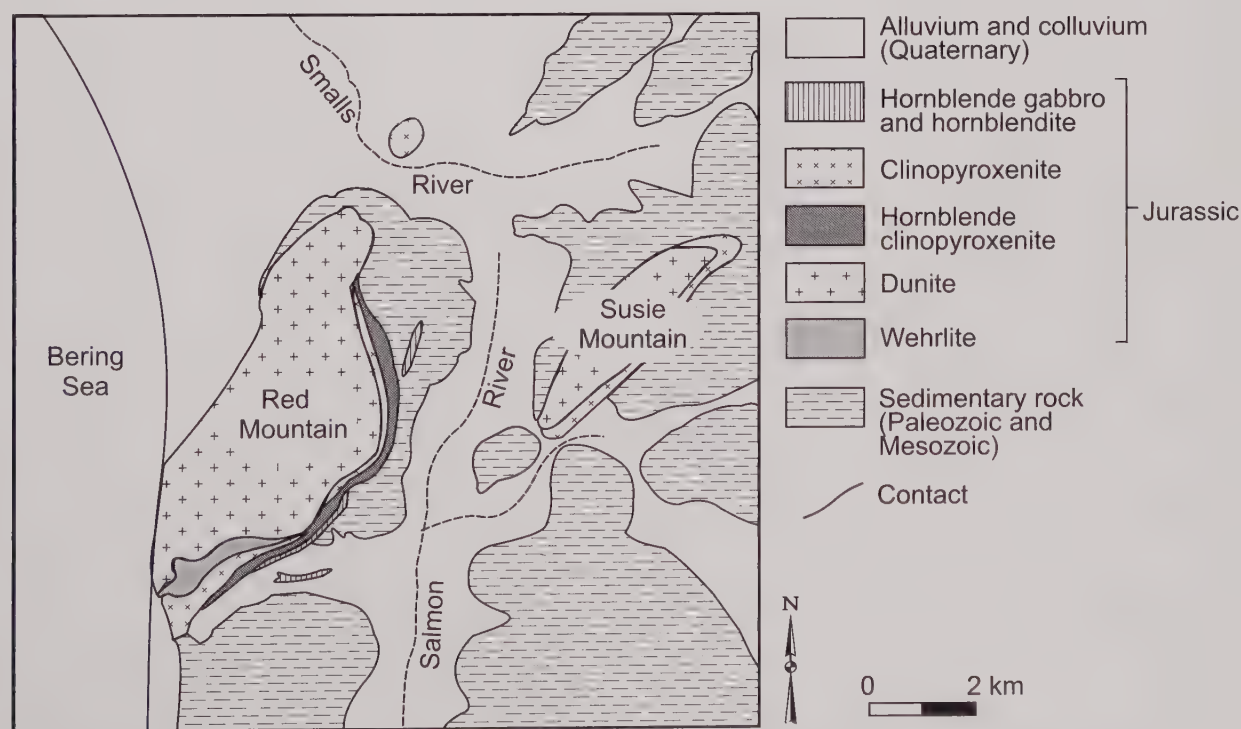 Smalls
River
Bering
Sea
Red
Mountain
Susie
Mountain
River
Salmon
Alluvium and colluvium
(Quaternary)
Hornblende gabbro
and hornblendite
Clinopyroxenite
Hornblende
clinopyroxenite
Dunite
Wehrlite
Jurassic
Sedimentary rock
(Paleozoic and
Mesozoic)
Contact
N
0 2 km